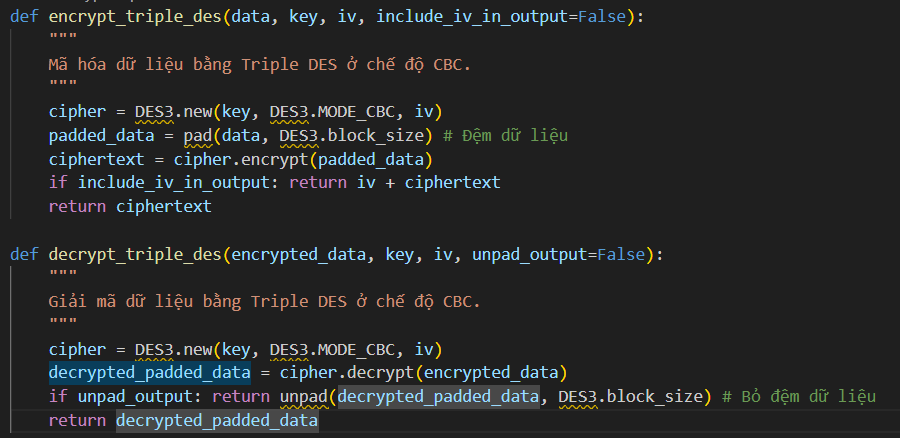 def encrypt_triple_des(data, key, iv, include_iv_in_output=False):
    """
    Mã hóa dữ liệu bằng Triple DES ở chế độ CBC.
    """
    cipher = DES3.new(key, DES3.MODE_CBC, iv)
    padded_data = pad(data, DES3.block_size) # Đệm dữ liệu
    ciphertext = cipher.encrypt(padded_data)
    if include_iv_in_output: return iv + ciphertext
    return ciphertext

def decrypt_triple_des(encrypted_data, key, iv, unpad_output=False):
    """
    Giải mã dữ liệu bằng Triple DES ở chế độ CBC.
    """
    cipher = DES3.new(key, DES3.MODE_CBC, iv)
    decrypted_padded_data = cipher.decrypt(encrypted_data)
    if unpad_output: return unpad(decrypted_padded_data, DES3.block_size) # Bỏ đệm dữ liệu
    return decrypted_padded_data